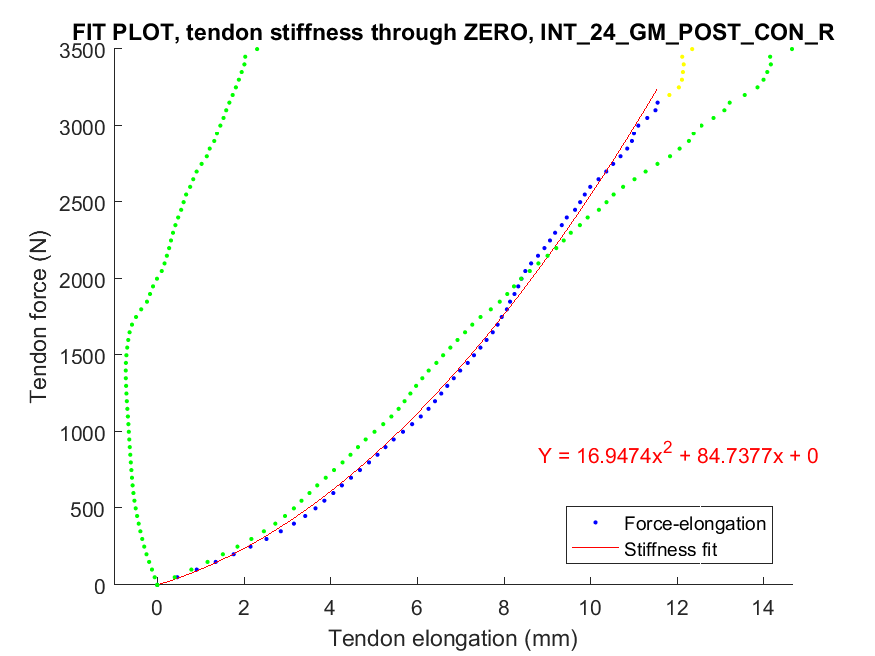 FIT PLOT, tendon stiffness through ZERO, INT_24_GM_POST_CON_R
3500
3000
2500
2000
1500
1000
500
0
Tendon force (N)
Y = 16.9474x² + 84.7377x + 0
Force-elongation
Stiffness fit
0 2 4 6 8 10 12 14
Tendon elongation (mm)